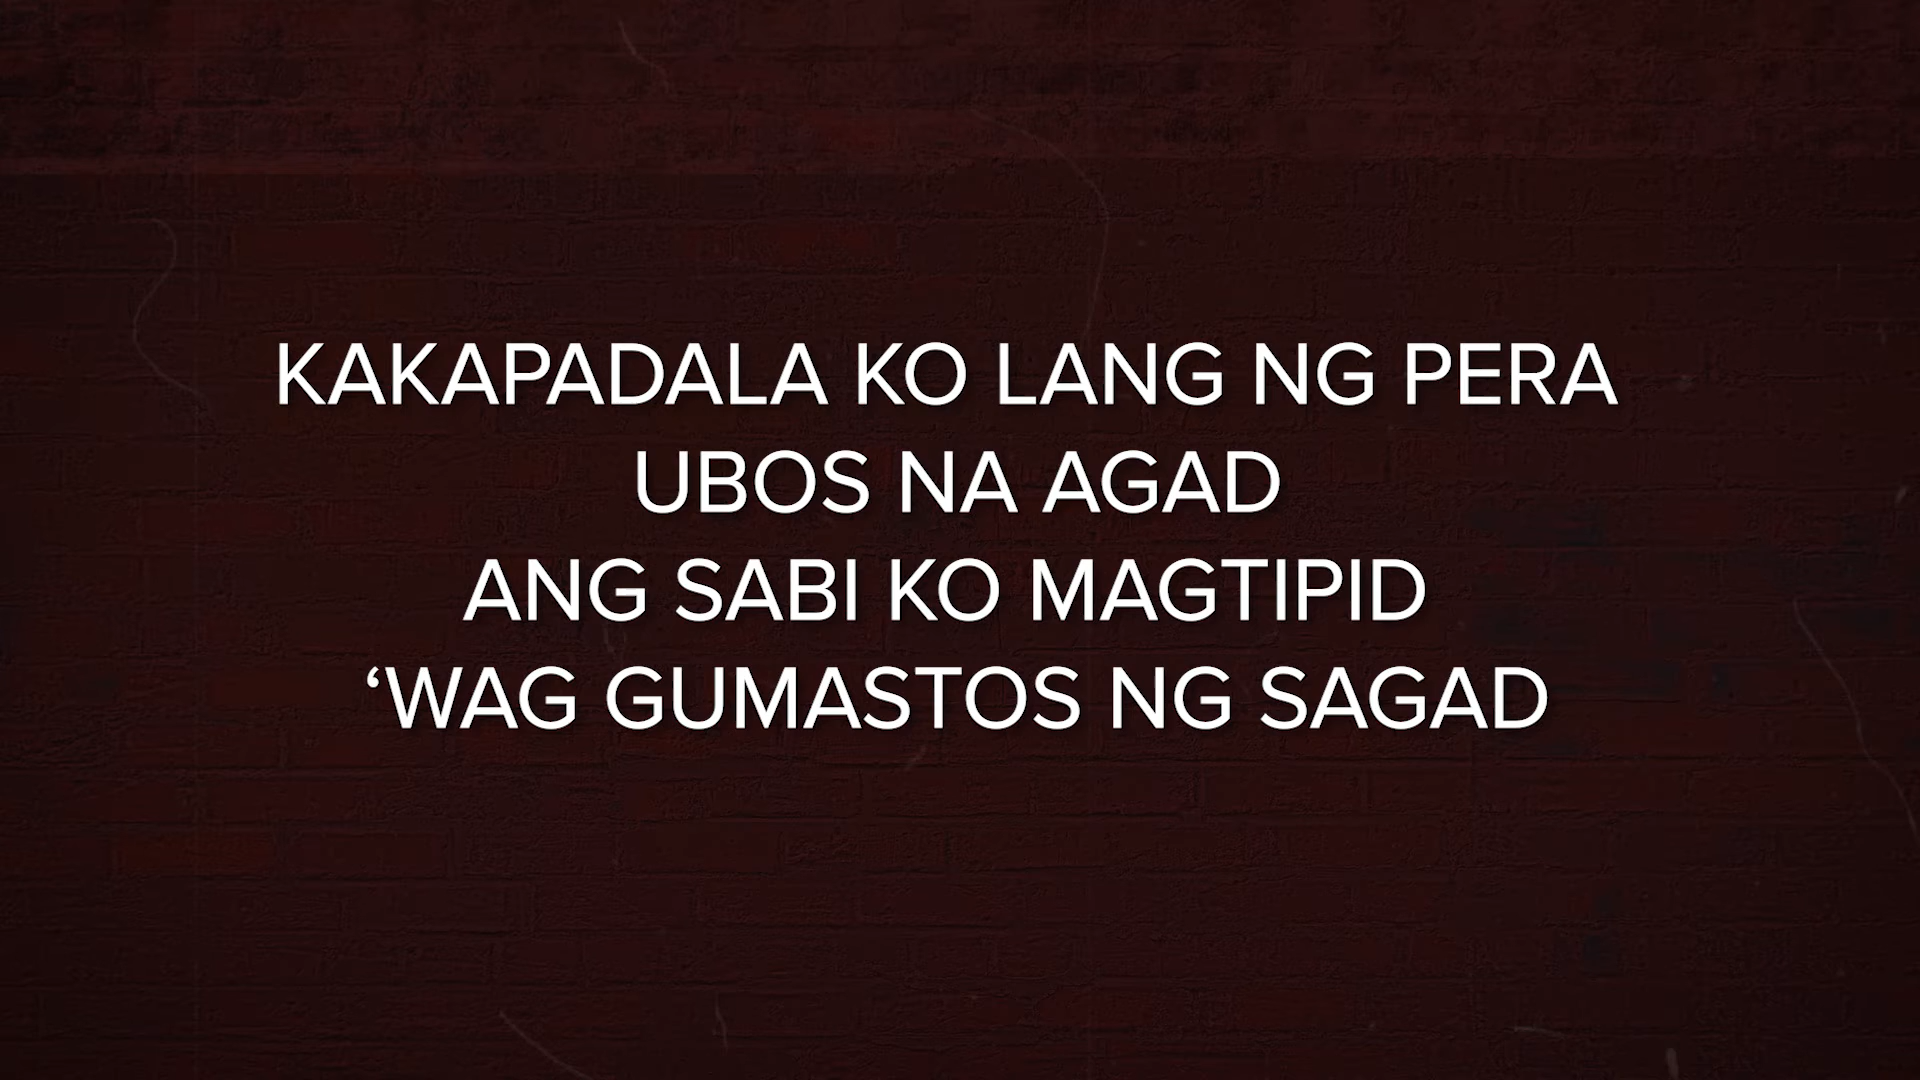 KAKAPADALA KO LANG NG PERA
UBOS NA AGAD
ANG SABI KO MAGTIPID
‘WAG GUMASTOS NG SAGAD